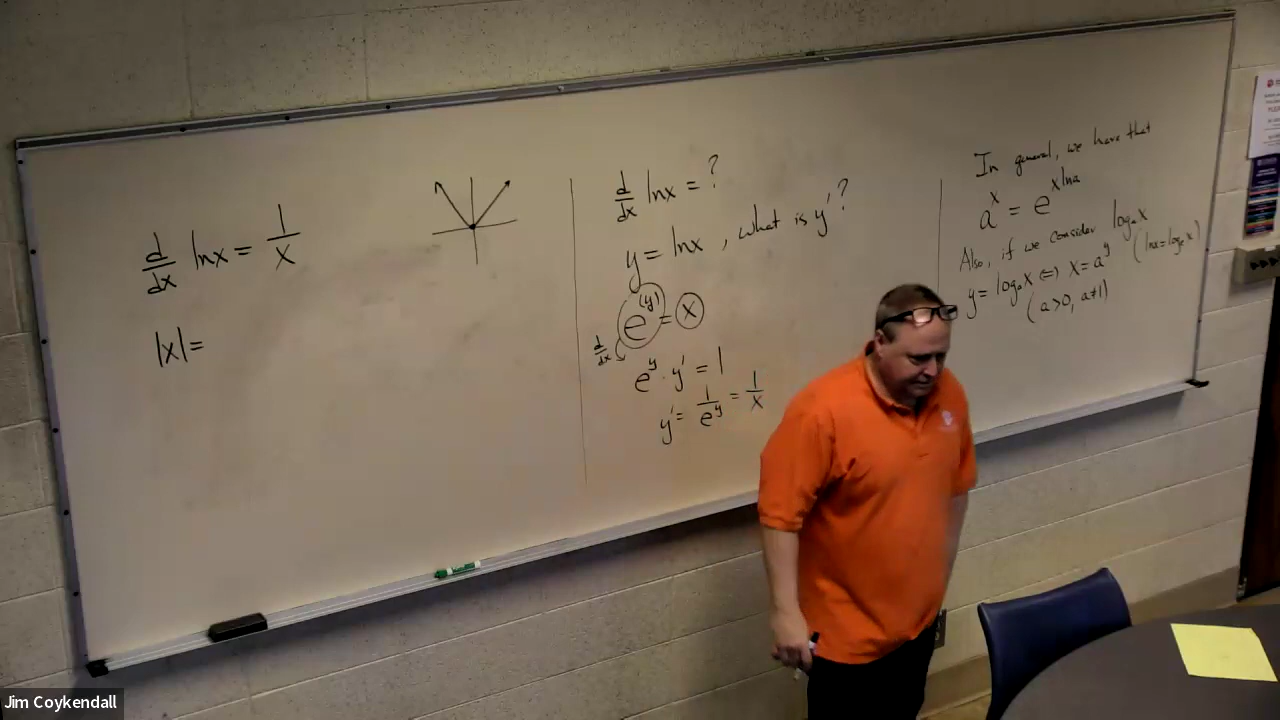 d/dx lnx = 1/x
|x|=
d/dx lnx = ?
y = lnx , what is y'?
e^(y) = x
d/dx
e^y · y' = 1
y' = 1/e^y = 1/x
In general, we have that
a^x = e^xlna
Also, if we consider log_a x
y = log_a x ⇔ x = a^y (lnx = log_e x)
(a>0, a≠1)
Jim Coykendall